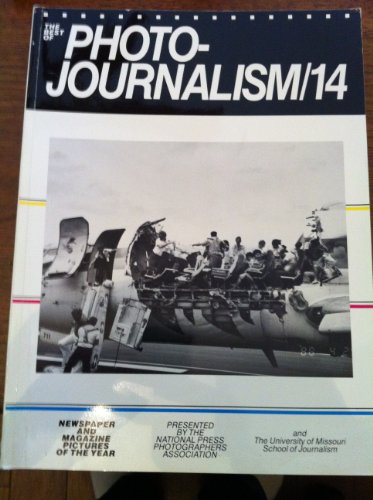 THE BEST OF
PHOTO-
JOURNALISM/14
NEWSPAPER
AND
MAGAZINE
PICTURES
OF THE YEAR
PRESENTED
BY THE
NATIONAL PRESS
PHOTOGRAPHERS
ASSOCIATION
and
The University of Missouri
School of Journalism